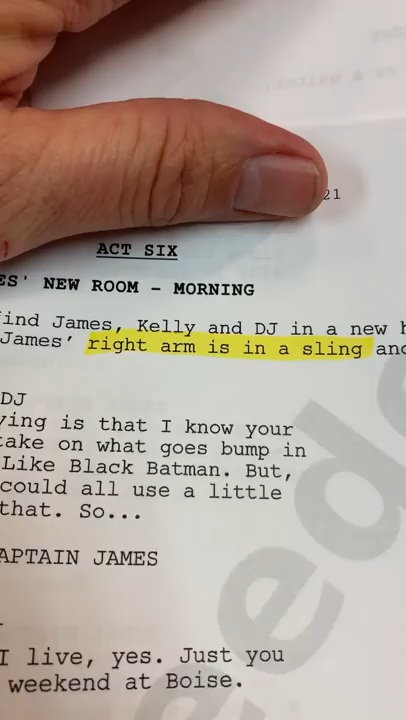 21
ACT SIX
ES' NEW ROOM - MORNING
ind James, Kelly and DJ in a new h
James' right arm is in a sling and
DJ
ying is that I know your
take on what goes bump in
Like Black Batman. But,
could all use a little
that. So...
APTAIN JAMES
I live, yes. Just you
weekend at Boise.